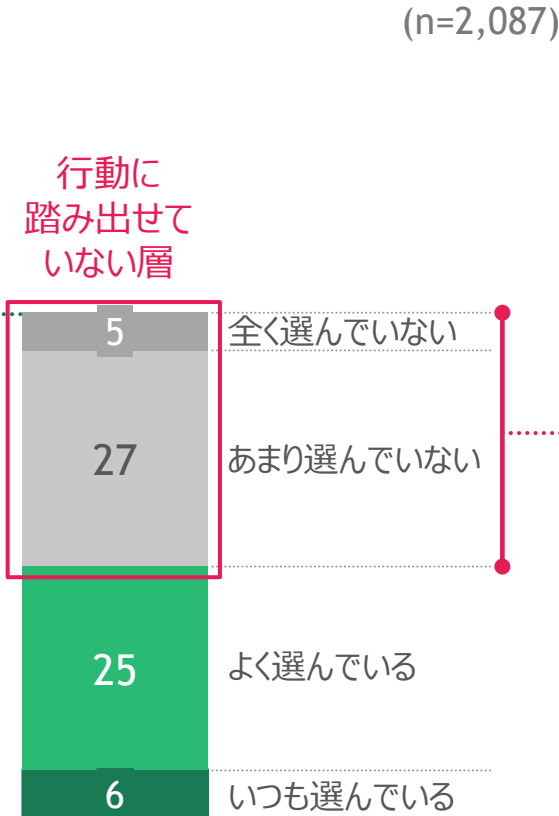 (n=2,087)
行動に
踏み出せて
いない層
5 全く選んでいない
27 あまり選んでいない
25 よく選んでいる
6 いつも選んでいる